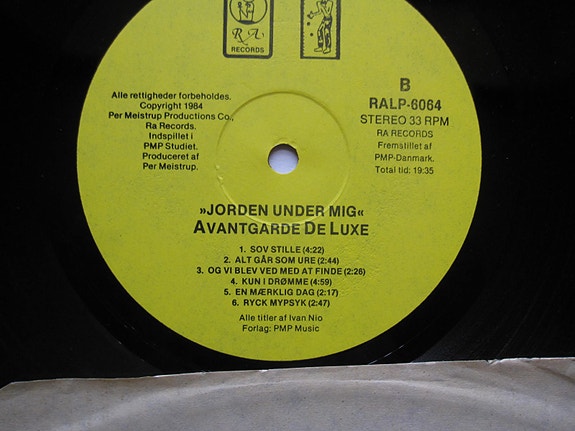 RA
RECORDS
Alle rettigheder forbeholdes.
Copyright 1984
Per Meistrup Productions Co.,
Ra Records.
Indspillet i
PMP Studiet.
Produceret af
Per Meistrup.
B
RALP-6064
STEREO 33 RPM
RA RECORDS
Fremstillet af
PMP-Danmark.
Total tid: 19:35
»JORDEN UNDER MIG«
AVANTGARDE DE LUXE
1. SOV STILLE (4:22)
2. ALT GÅR SOM URE (2:44)
3. OG VI BLEV VED MED AT FINDE (2:26)
4. KUN I DRØMME (4:59)
5. EN MÆRKLIG DAG (2:17)
6. RYCK MYPSYK (2:47)
Alle titler af Ivan Nio
Forlag: PMP Music